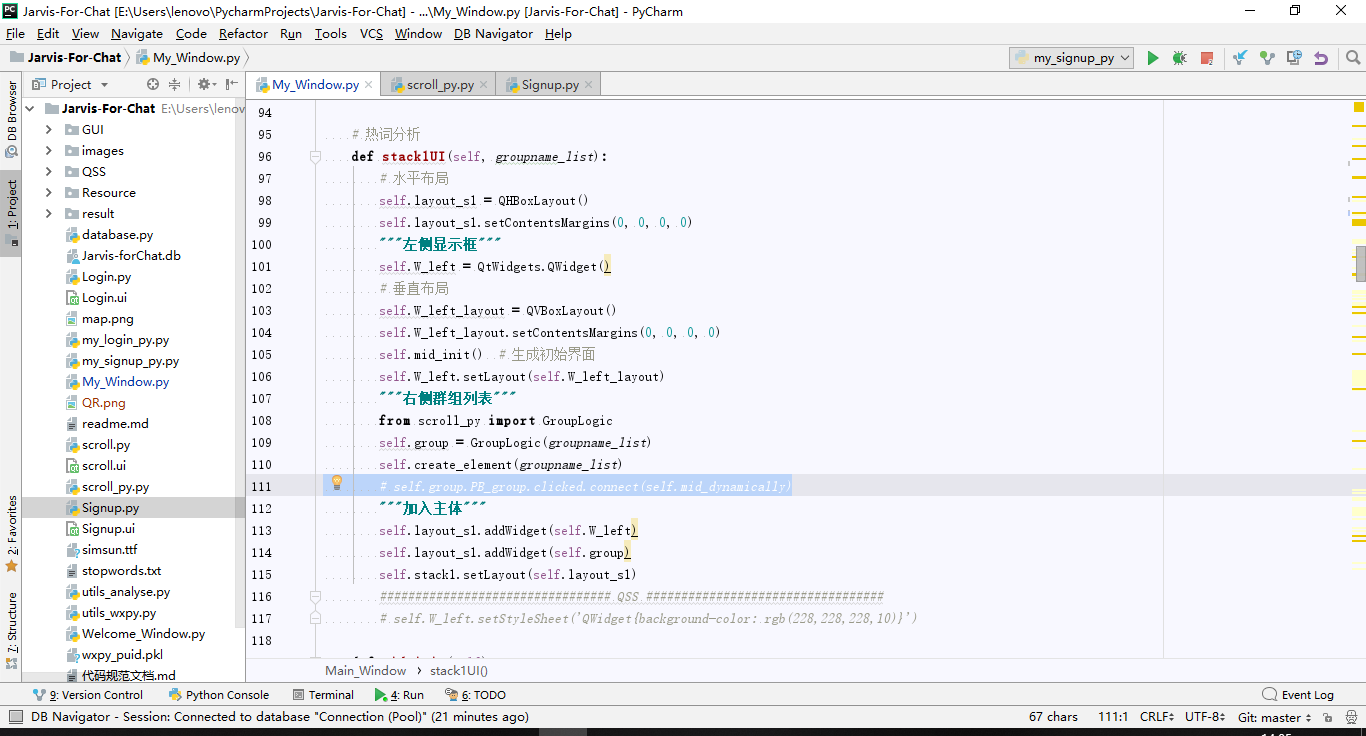 Jarvis-For-Chat [E:\Users\lenovo\PycharmProjects\Jarvis-For-Chat] - ...\My_Window.py [Jarvis-For-Chat] - PyCharm
File Edit View Navigate Code Refactor Run Tools VCS Window DB Navigator Help
Jarvis-For-Chat My_Window.py my_signup_py
Project My_Window.py scroll_py.py Signup.py
DB Browser
1: Project
2: Favorites
7: Structure
Jarvis-For-Chat E:\Users\lenov
GUI
images
QSS
Resource
result
database.py
Jarvis-forChat.db
Login.py
Login.ui
map.png
my_login_py.py
my_signup_py.py
My_Window.py
QR.png
readme.md
scroll.py
scroll.ui
scroll_py.py
Signup.py
Signup.ui
simsun.ttf
stopwords.txt
utils_analyse.py
utils_wxpy.py
Welcome_Window.py
wxpy_puid.pkl
代码规范文档.md
94
95 # 热词分析
96 def stack1UI(self, groupname_list):
97 # 水平布局
98 self.layout_s1 = QHBoxLayout()
99 self.layout_s1.setContentsMargins(0, 0, 0, 0)
100 """左侧显示框"""
101 self.W_left = QtWidgets.QWidget()
102 # 垂直布局
103 self.W_left_layout = QVBoxLayout()
104 self.W_left_layout.setContentsMargins(0, 0, 0, 0)
105 self.mid_init() # 生成初始界面
106 self.W_left.setLayout(self.W_left_layout)
107 """右侧群组列表"""
108 from scroll_py import GroupLogic
109 self.group = GroupLogic(groupname_list)
110 self.create_element(groupname_list)
111 # self.group.PB_group.clicked.connect(self.mid_dynamically)
112 """加入主体"""
113 self.layout_s1.addWidget(self.W_left)
114 self.layout_s1.addWidget(self.group)
115 self.stack1.setLayout(self.layout_s1)
116 ################################# QSS ##################################
117 # self.W_left.setStyleSheet('QWidget{background-color: rgb(228,228,228,10)}')
118
Main_Window stack1UI()
9: Version Control Python Console Terminal 4: Run 6: TODO Event Log
DB Navigator - Session: Connected to database "Connection (Pool)" (21 minutes ago) 67 chars 111:1 CRLF UTF-8 Git: master